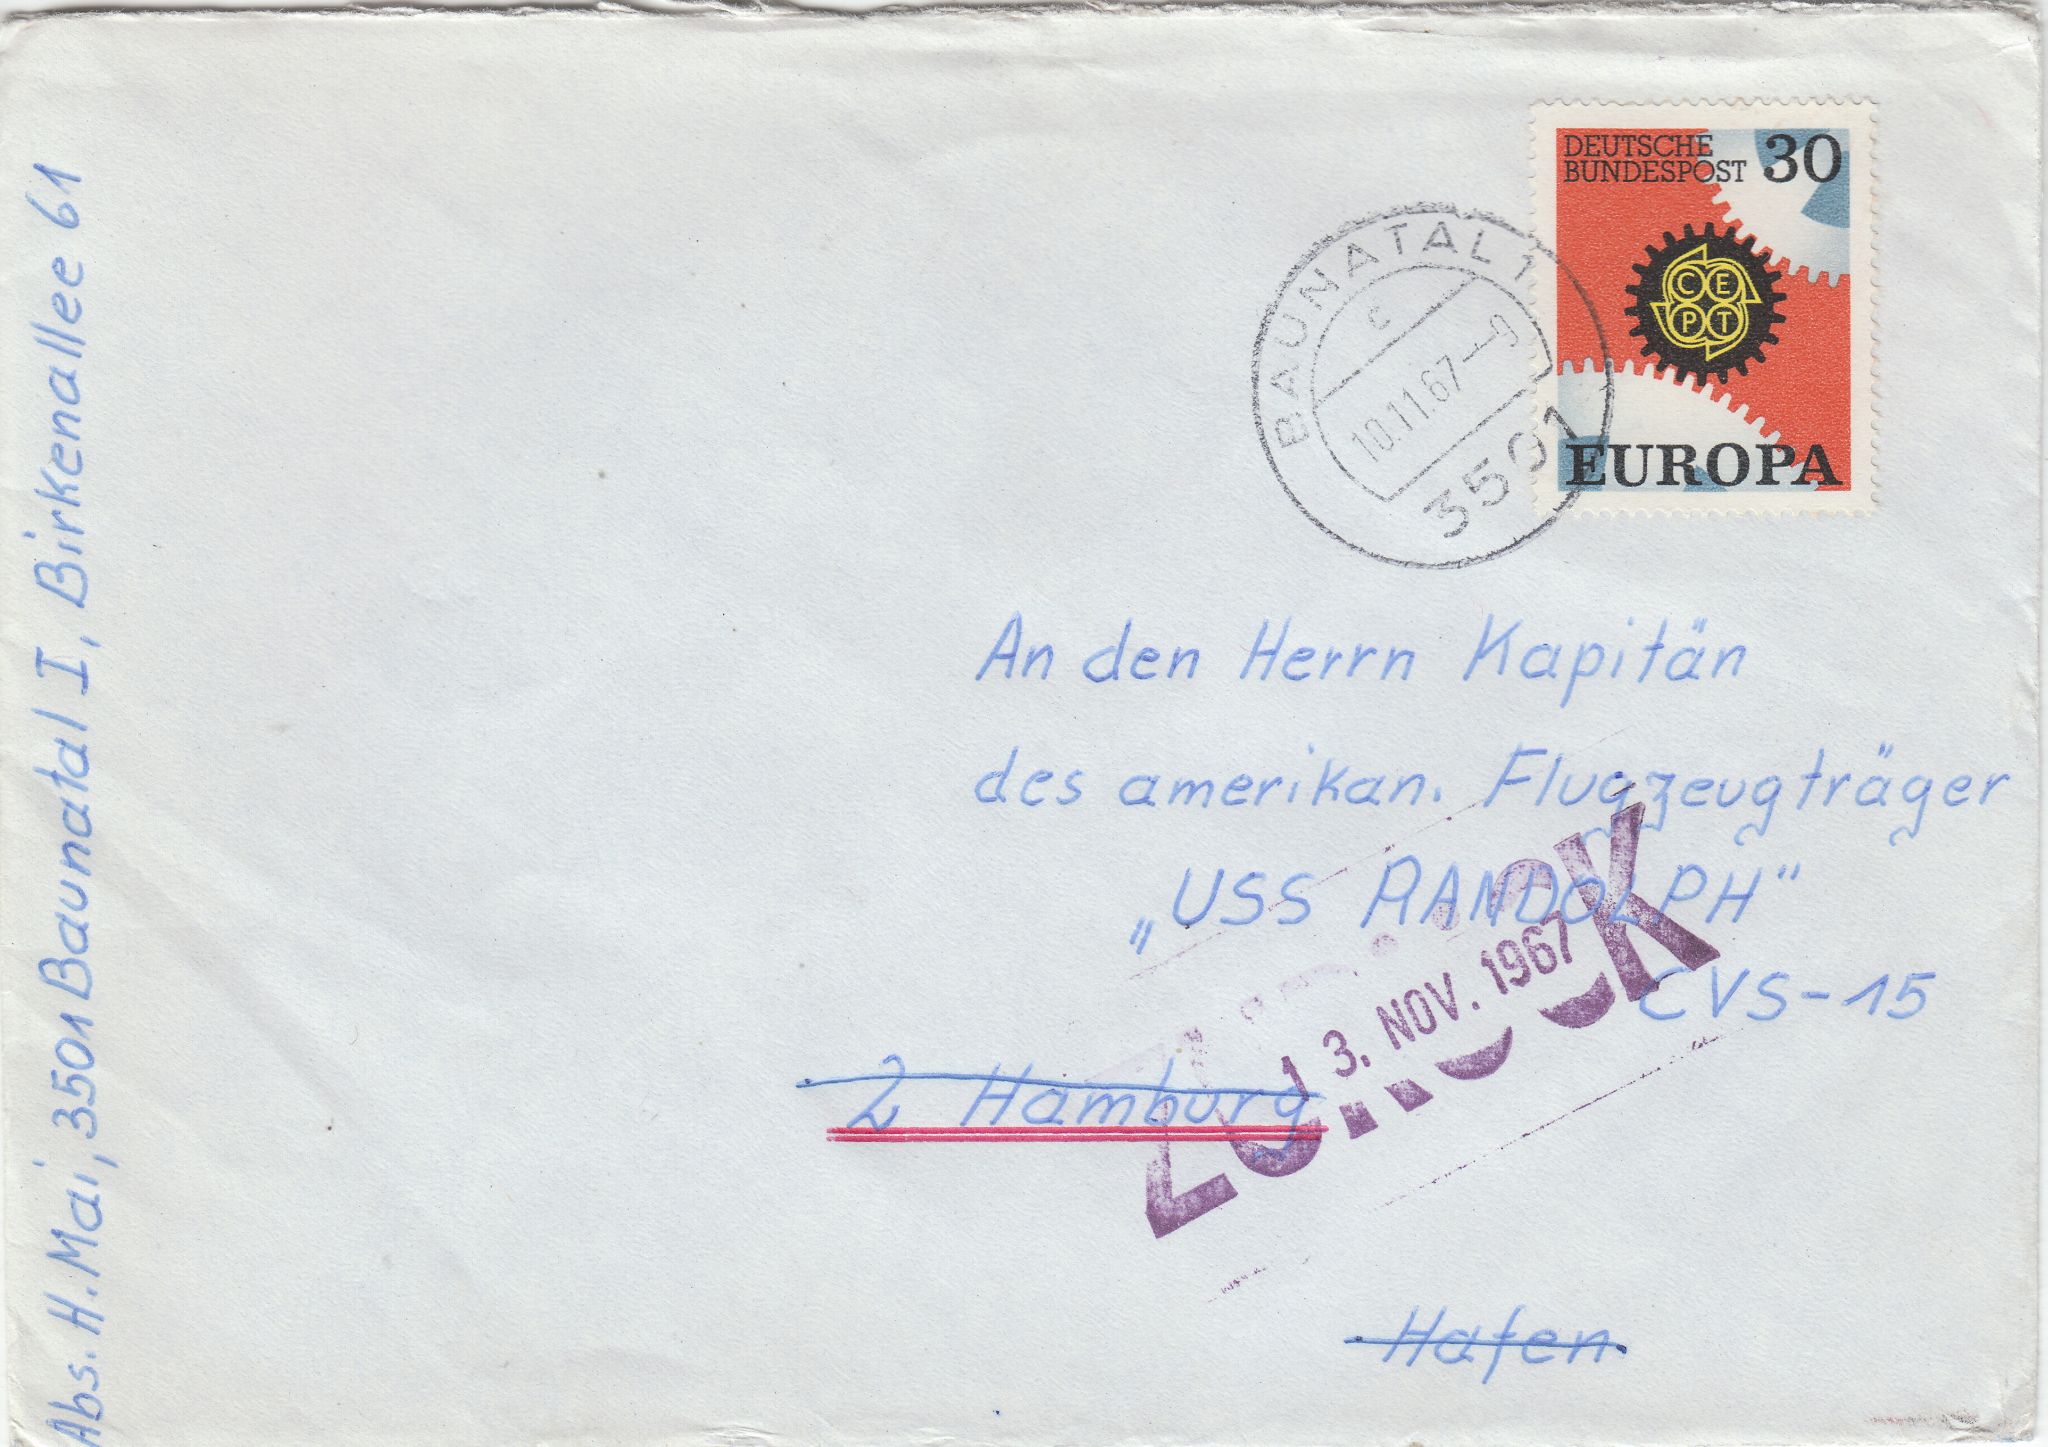 DEUTSCHE
BUNDESPOST 30
CEPT
EUROPA
BAUNATAL 1
c
10.11.67
3501
An den Herrn Kapitän
des amerikan. Flugzeugträger
„USS RANDOLPH“
CVS-15
2 Hamburg
Hafen.
ZURÜCK
13. NOV. 1967
Abs. H. Mai, 3501 Baunatal I, Birkenallee 61